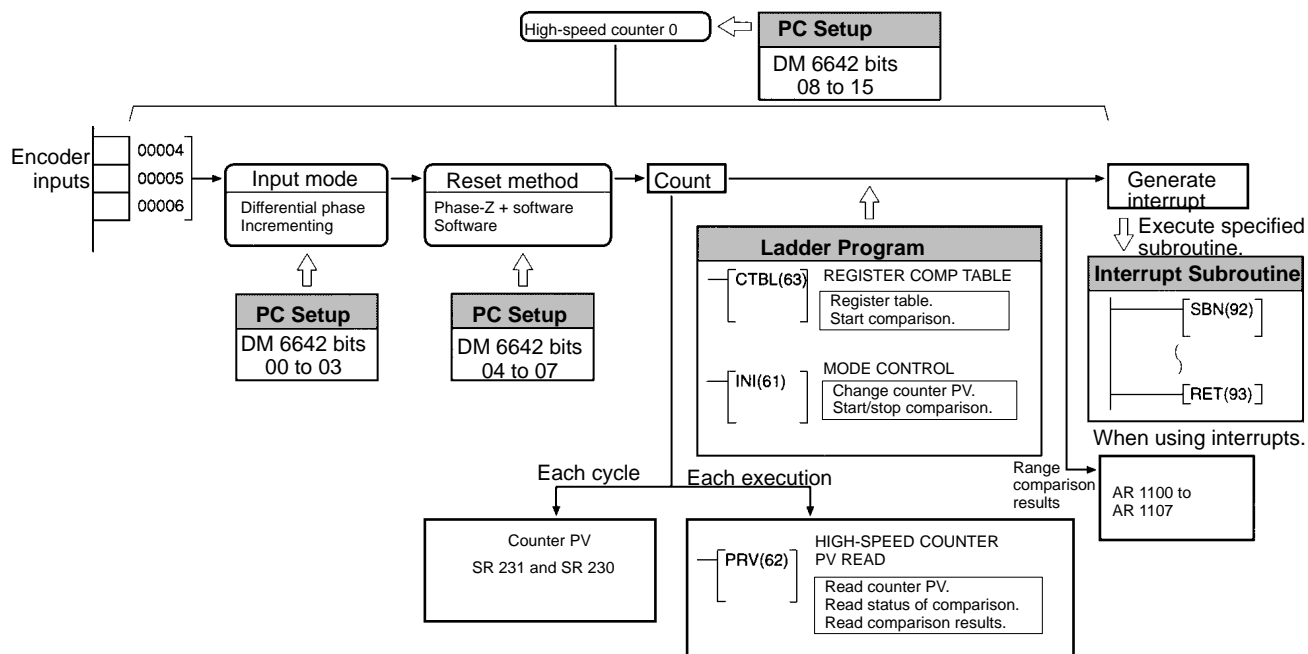 High-speed counter 0
PC Setup
DM 6642 bits
08 to 15
Encoder
inputs
00004
00005
00006
Input mode
Differential phase
Incrementing
Reset method
Phase-Z + software
Software
Count
Generate
interrupt
Execute specified
subroutine.
PC Setup
DM 6642 bits
00 to 03
PC Setup
DM 6642 bits
04 to 07
Ladder Program
CTBL(63)
REGISTER COMP TABLE
Register table.
Start comparison.
INI(61)
MODE CONTROL
Change counter PV.
Start/stop comparison.
Interrupt Subroutine
SBN(92)
RET(93)
When using interrupts.
Each cycle
Each execution
Range
comparison
results
AR 1100 to
AR 1107
Counter PV
SR 231 and SR 230
PRV(62)
HIGH-SPEED COUNTER
PV READ
Read counter PV.
Read status of comparison.
Read comparison results.